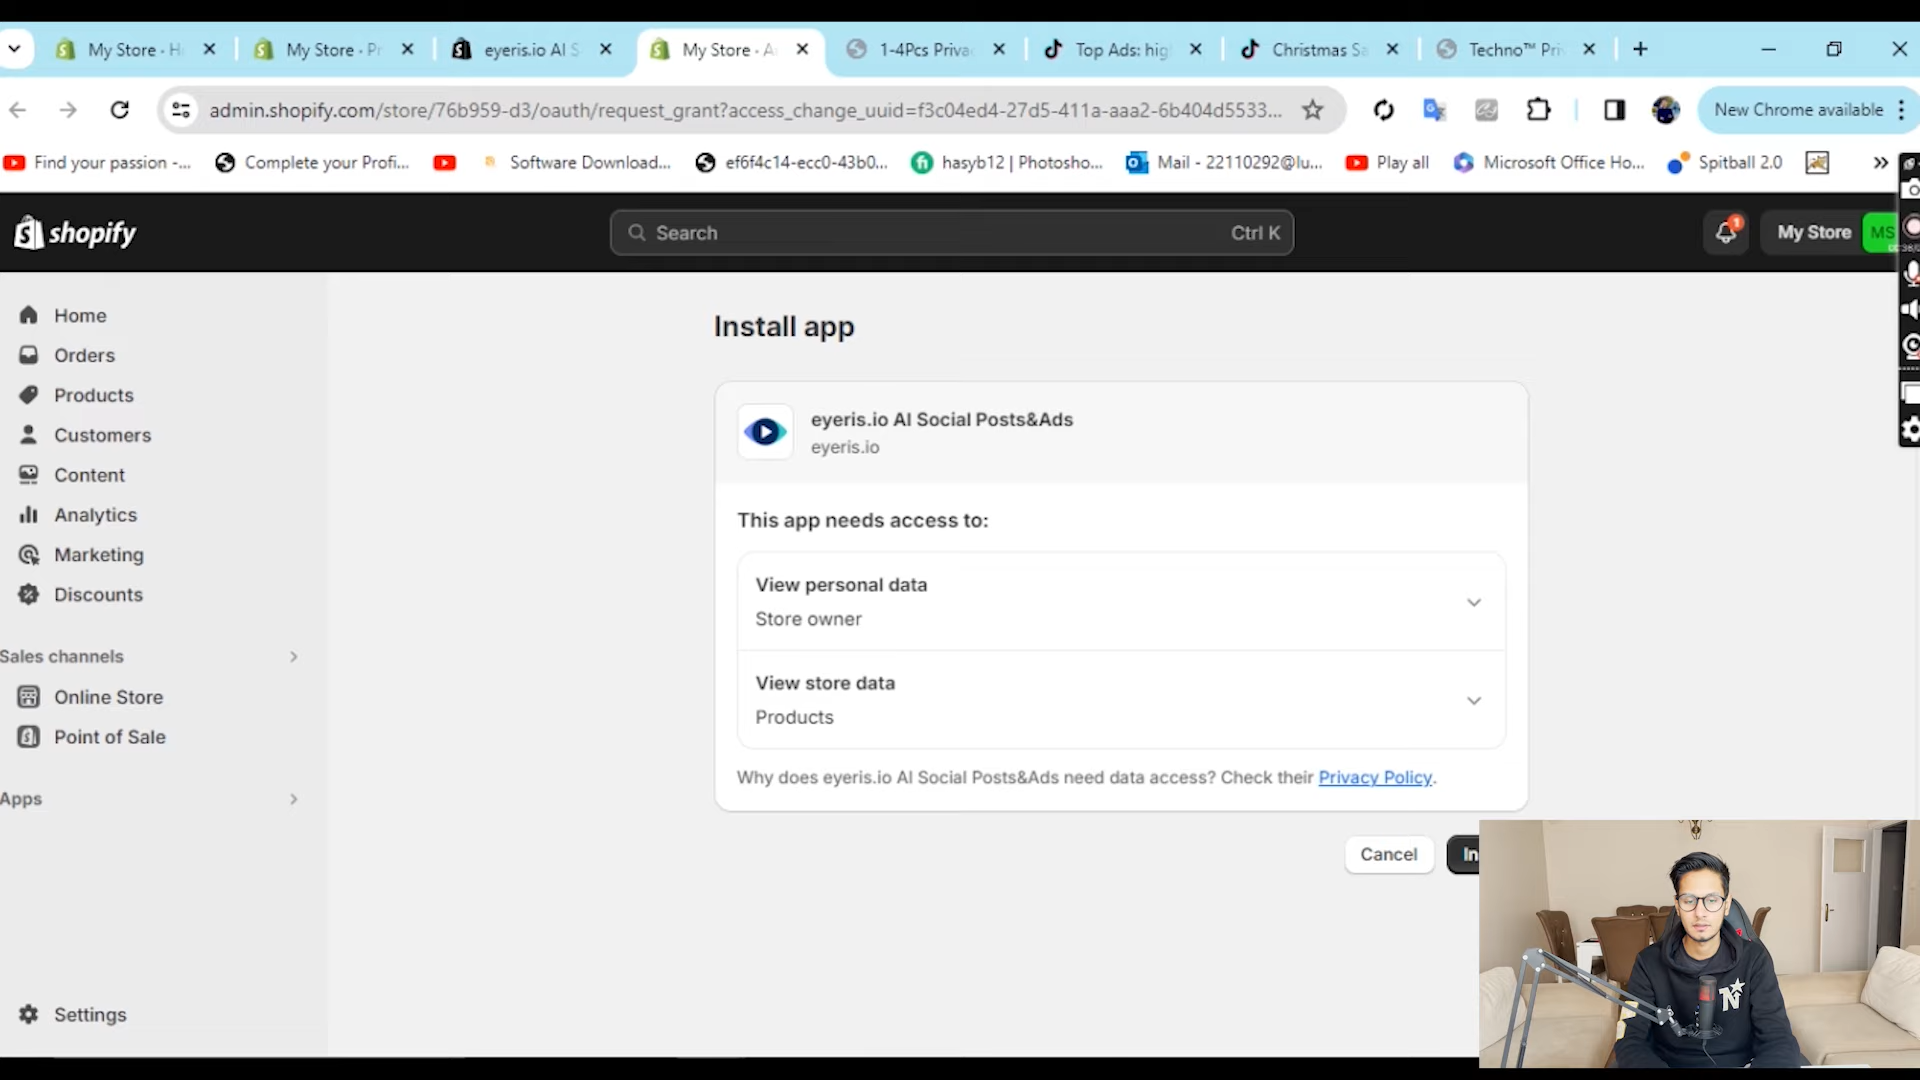 My Store · H
My Store · Pr
eyeris.io AI S
My Store · A
1-4Pcs Priva
Top Ads: hig
Christmas Sa
Techno™ Pri
admin.shopify.com/store/76b959-d3/oauth/request_grant?access_change_uuid=f3c04ed4-27d5-411a-aaa2-6b404d5533...
New Chrome available
Find your passion -...
Complete your Profi...
Software Download...
ef6f4c14-ecc0-43b0...
hasyb12 | Photosho...
Mail - 22110292@lu...
Play all
Microsoft Office Ho...
Spitball 2.0
»
shopify
Search
Ctrl K
1
My Store
MS
Home
Orders
Products
Customers
Content
Analytics
Marketing
Discounts
Sales channels
Online Store
Point of Sale
Apps
Settings
Install app
eyeris.io AI Social Posts&Ads
eyeris.io
This app needs access to:
View personal data
Store owner
View store data
Products
Why does eyeris.io AI Social Posts&Ads need data access? Check their Privacy Policy.
Cancel
In
N